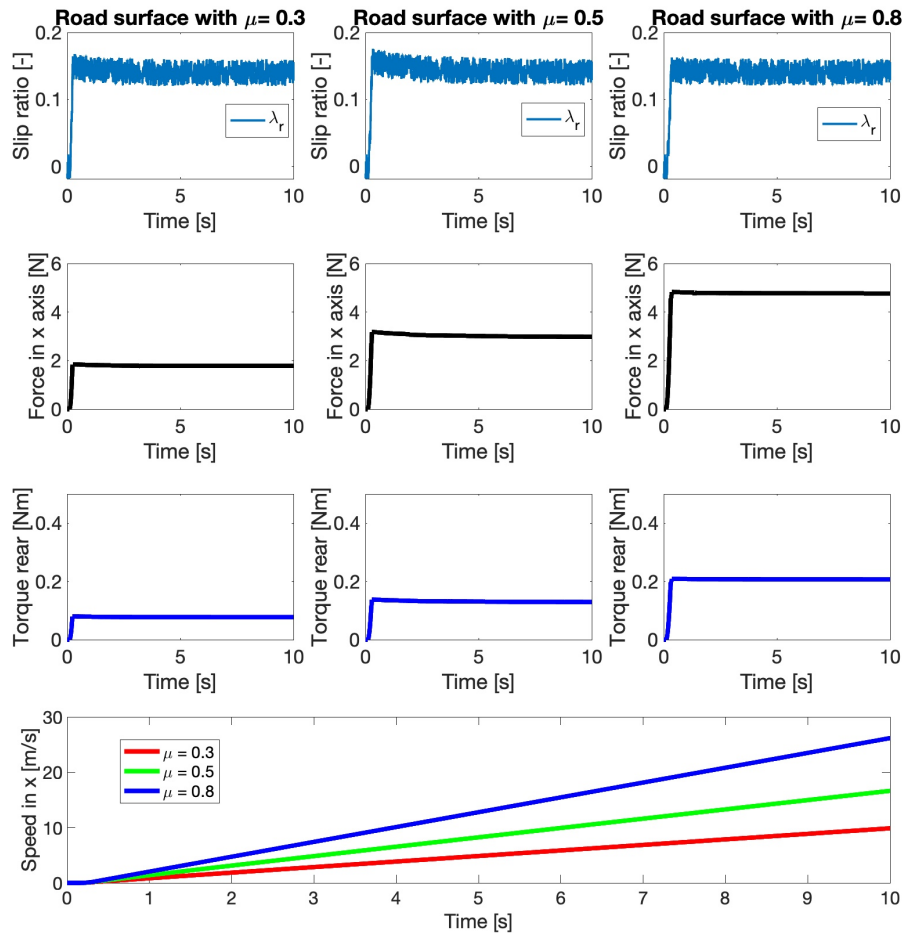 Road surface with μ= 0.3
Road surface with μ= 0.5
Road surface with μ= 0.8
Slip ratio [-]
0.2
0.1
0
λr
0 5 10
Time [s]
Slip ratio [-]
0.2
0.1
0
λr
0 5 10
Time [s]
Slip ratio [-]
0.2
0.1
0
λr
0 5 10
Time [s]
Force in x axis [N]
6
4
2
0
0 5 10
Time [s]
Force in x axis [N]
6
4
2
0
0 5 10
Time [s]
Force in x axis [N]
6
4
2
0
0 5 10
Time [s]
Torque rear [Nm]
0.4
0.2
0
0 5 10
Time [s]
Torque rear [Nm]
0.4
0.2
0
0 5 10
Time [s]
Torque rear [Nm]
0.4
0.2
0
0 5 10
Time [s]
Speed in x [m/s]
30
20
10
0
μ = 0.3
μ = 0.5
μ = 0.8
0 1 2 3 4 5 6 7 8 9 10
Time [s]